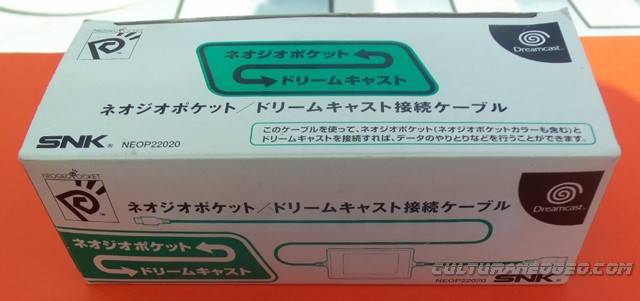 NEOGEO POCKET
TM
ネオジオポケット
ドリームキャスト
Dreamcast
ネオジオポケット/ドリームキャスト接続ケーブル
SNK® NEOP22020
このケーブルを使って、ネオジオポケット(ネオジオポケットカラーも含む)と
ドリームキャストを接続すれば、データのやりとりなどを行うことができます。
NEOGEO POCKET
TM
ネオジオポケット/ドリームキャスト接続ケーブル
Dreamcast
ネオジオポケット
ドリームキャスト
CULTURANEOGEO.COM
NEOP22020 SNK